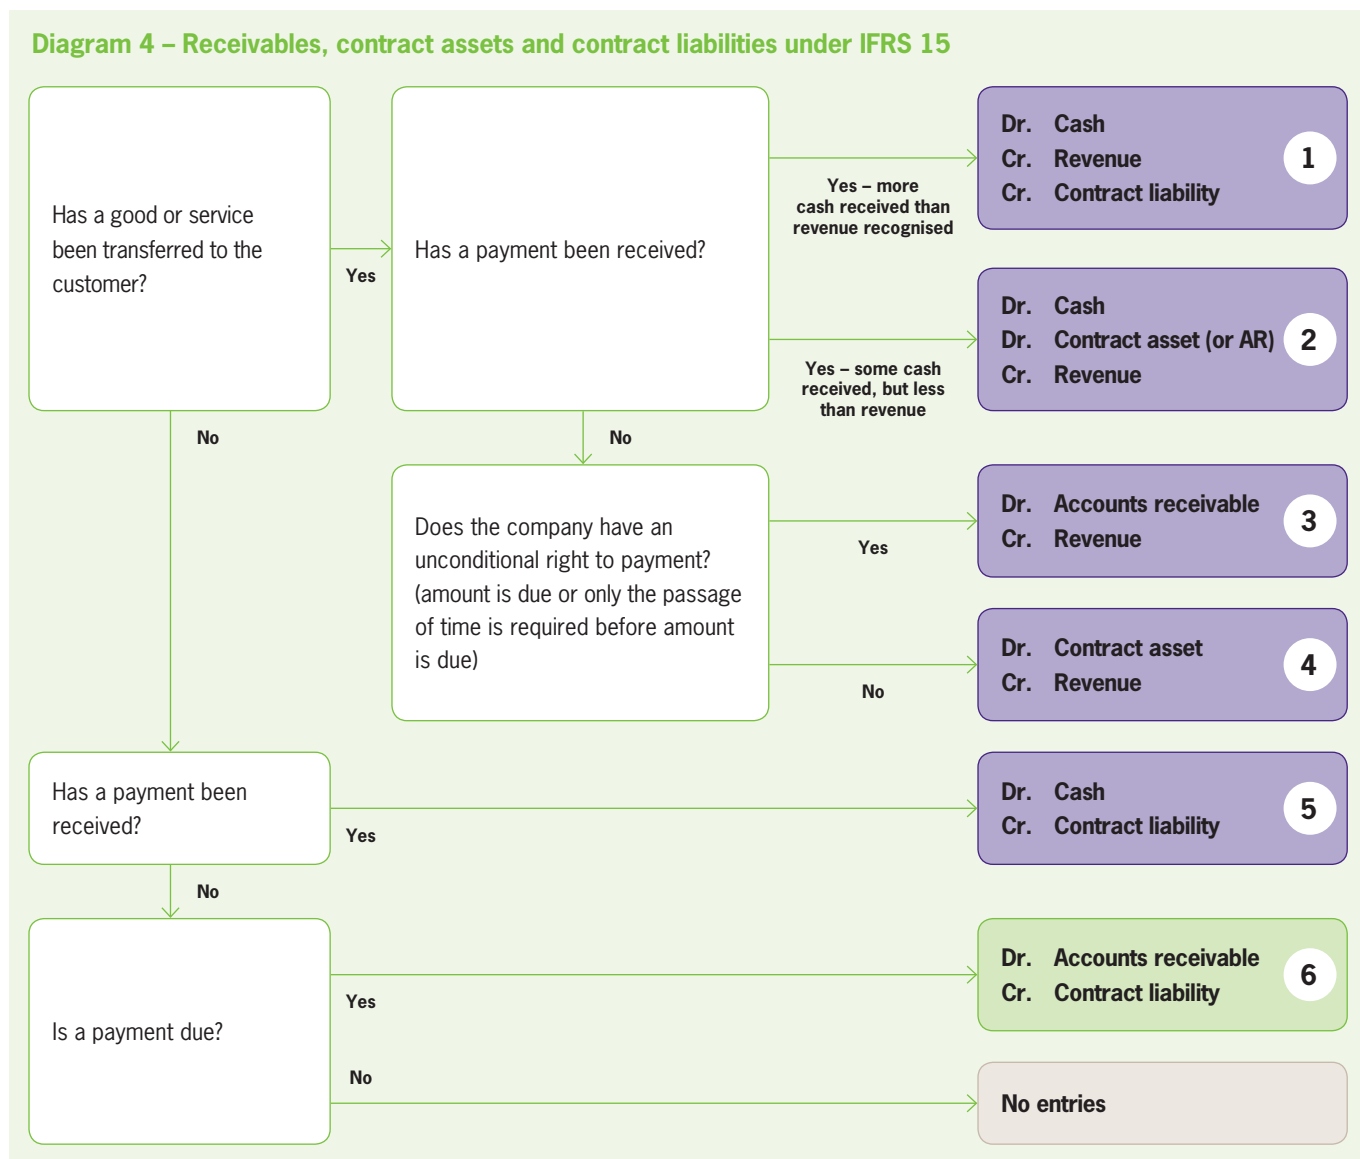 Diagram 4 – Receivables, contract assets and contract liabilities under IFRS 15
Has a good or service
been transferred to the
customer?
Yes
Has a payment been received?
Yes – more
cash received than
revenue recognised
Dr. Cash
Cr. Revenue
Cr. Contract liability
1
Yes – some cash
received, but less
than revenue
Dr. Cash
Dr. Contract asset (or AR)
Cr. Revenue
2
No
No
Does the company have an
unconditional right to payment?
(amount is due or only the passage
of time is required before amount
is due)
Yes
Dr. Accounts receivable
Cr. Revenue
3
No
Dr. Contract asset
Cr. Revenue
4
Has a payment been
received?
Yes
Dr. Cash
Cr. Contract liability
5
No
Is a payment due?
Yes
Dr. Accounts receivable
Cr. Contract liability
6
No
No entries